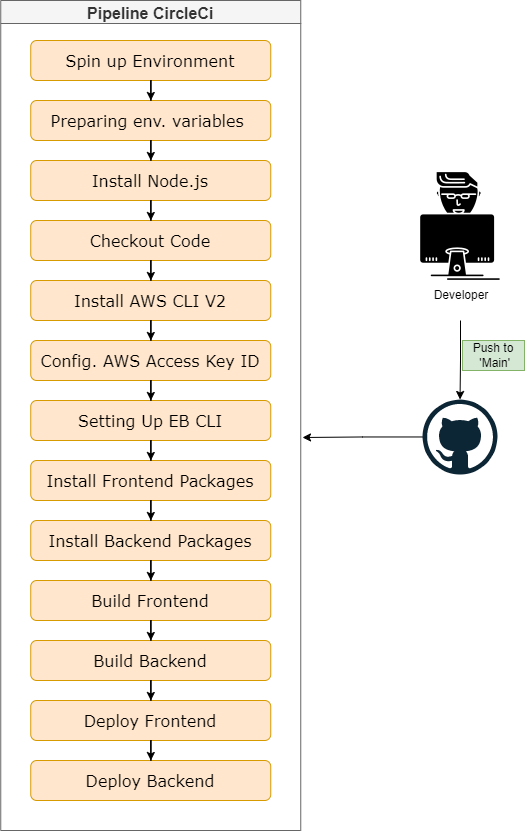 Pipeline CircleCi
Spin up Environment
Preparing env. variables
Install Node.js
Checkout Code
Install AWS CLI V2
Config. AWS Access Key ID
Setting Up EB CLI
Install Frontend Packages
Install Backend Packages
Build Frontend
Build Backend
Deploy Frontend
Deploy Backend
Developer
Push to
'Main'